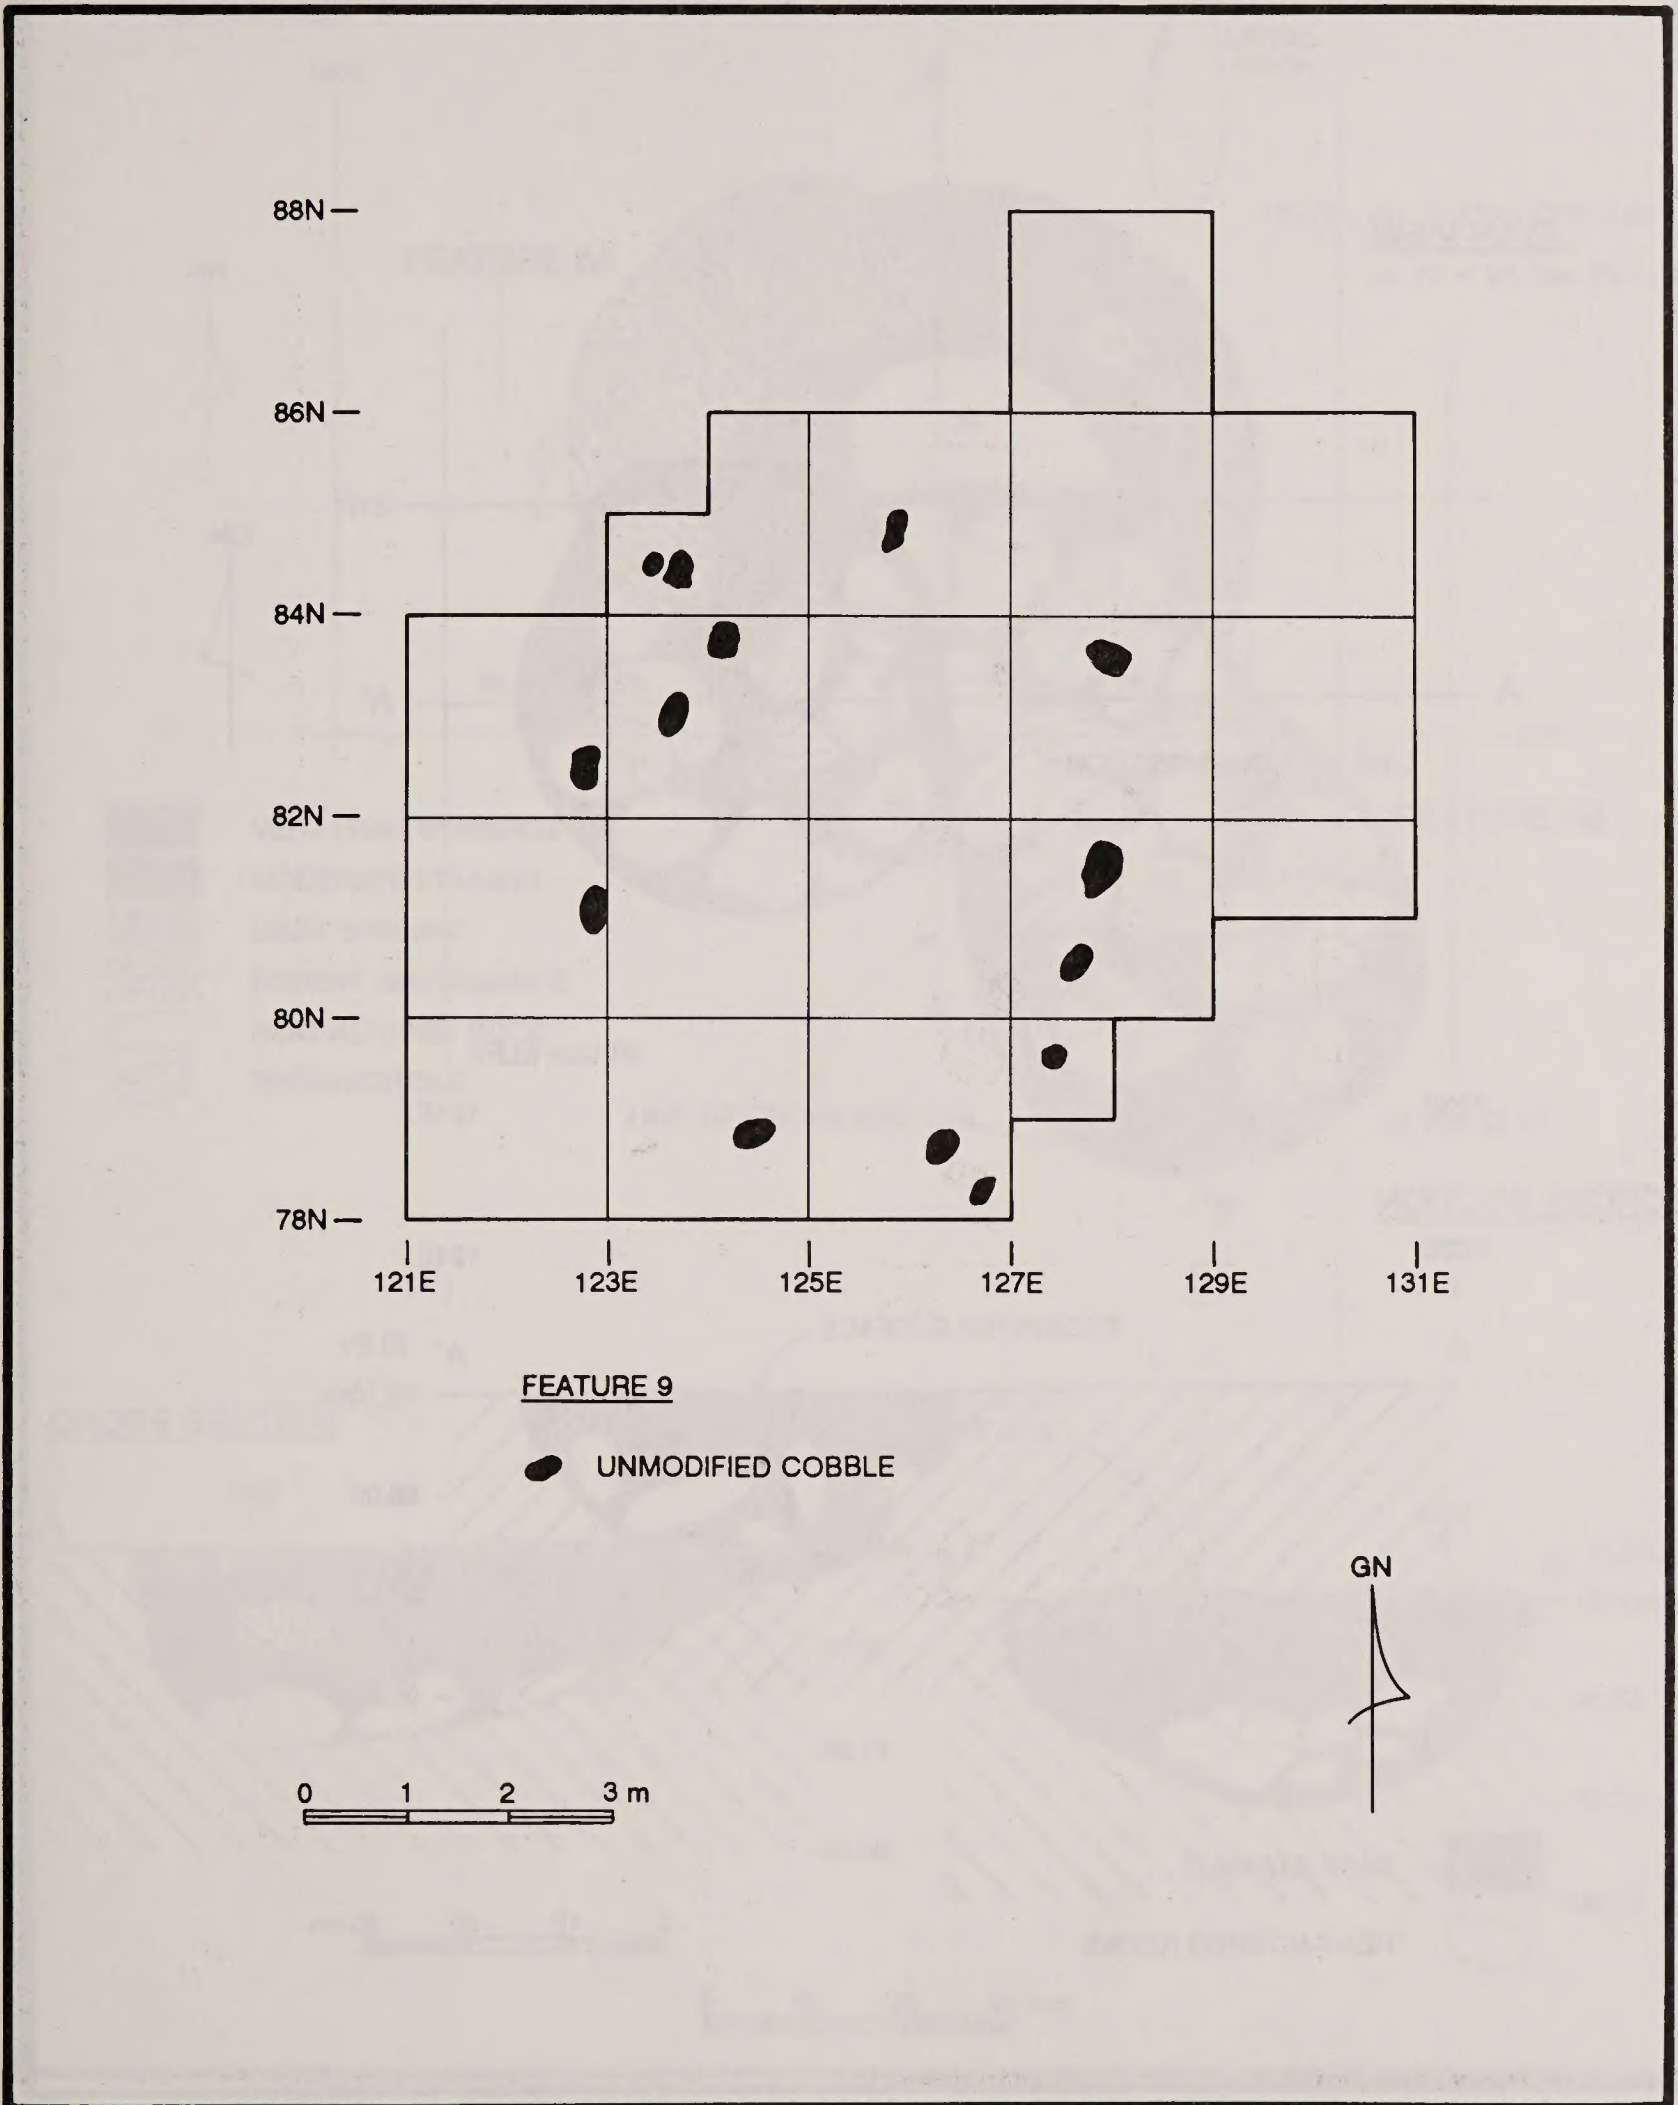 88N
86N
84N
82N
80N
78N
121E 123E 125E 127E 129E 131E
FEATURE 9
UNMODIFIED COBBLE
GN
0 1 2 3 m